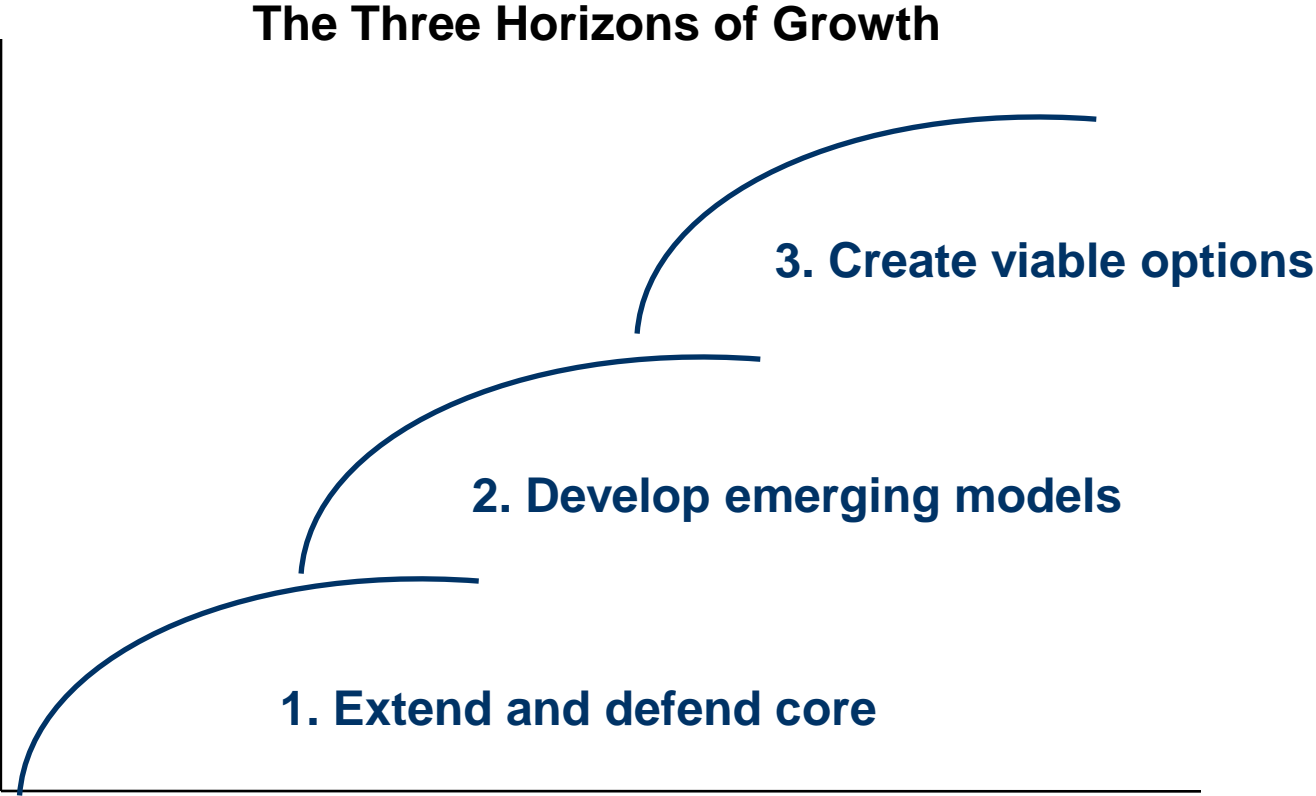 The Three Horizons of Growth
3. Create viable options
2. Develop emerging models
1. Extend and defend core